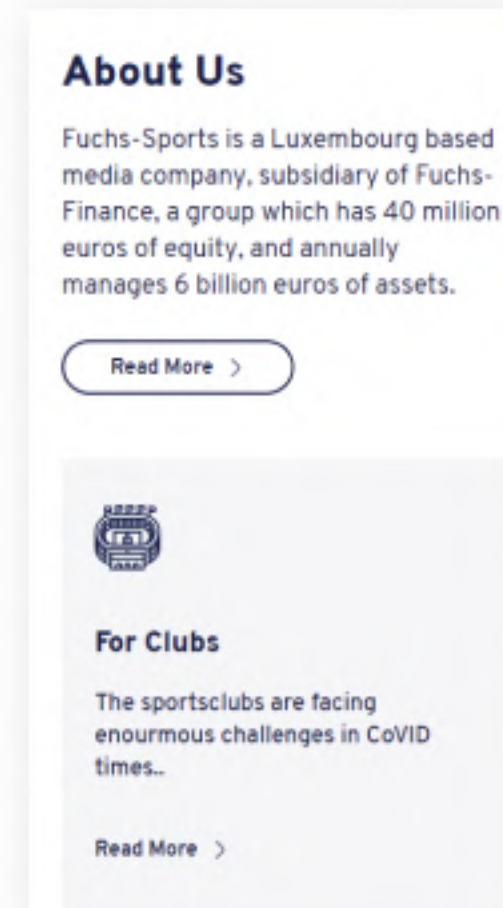 About Us
Fuchs-Sports is a Luxembourg based
media company, subsidiary of Fuchs-
Finance, a group which has 40 million
euros of equity, and annually
manages 6 billion euros of assets.
Read More >
For Clubs
The sportsclubs are facing
enourmous challenges in CoVID
times..
Read More >